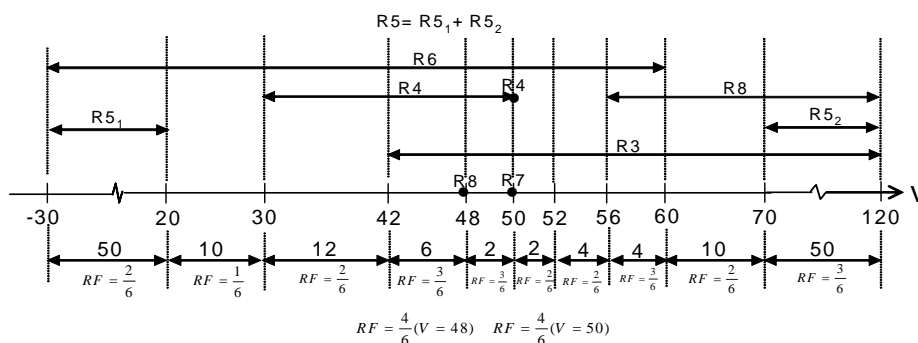 R5= R5₁+ R5₂
R6
R4 R4 R8
R5₁ R5₂
R3
R8 R7
V
-30 20 30 42 48 50 52 56 60 70 120
50 10 12 6 2 2 4 4 10 50
RF = 2/6 RF = 1/6 RF = 2/6 RF = 3/6 RF = 3/6 RF = 2/6 RF = 2/6 RF = 3/6 RF = 2/6 RF = 3/6
RF = 4/6 (V = 48) RF = 4/6 (V = 50)